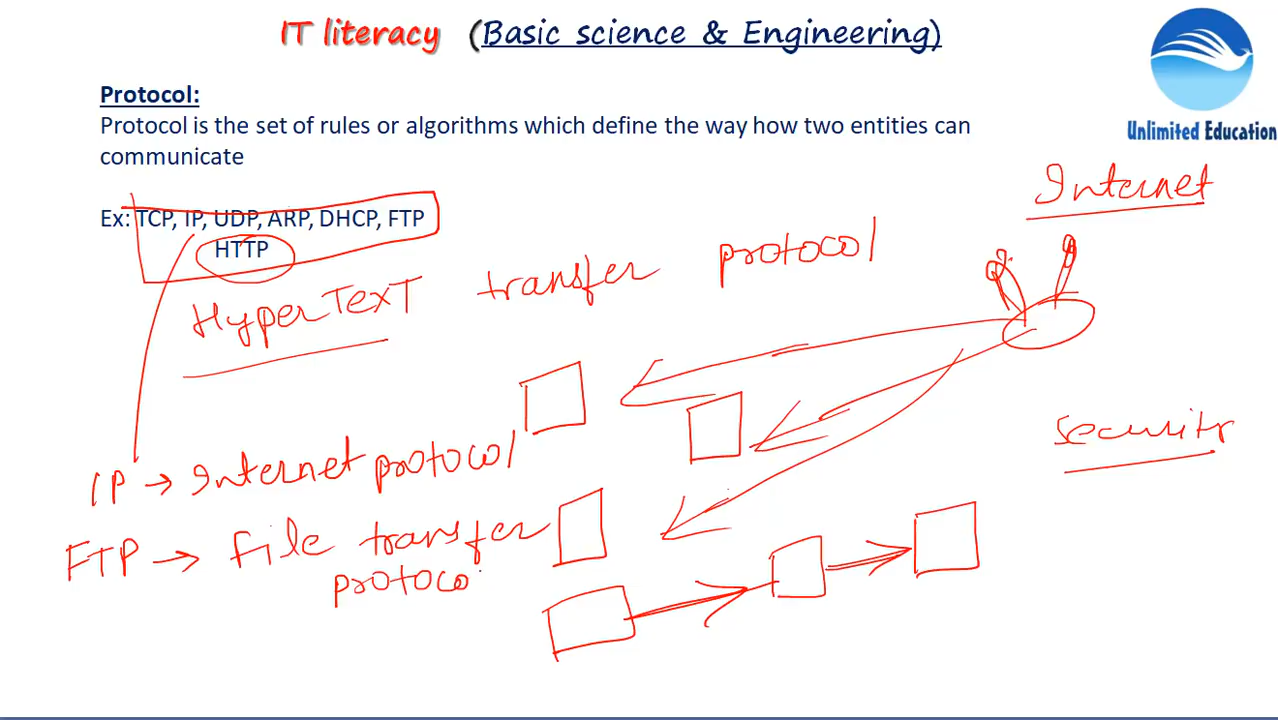 IT literacy (Basic science & Engineering)
Unlimited Education
Protocol:
Protocol is the set of rules or algorithms which define the way how two entities can
communicate
Internet
Ex: TCP, IP, UDP, ARP, DHCP, FTP
HTTP
HyperText transfer protocol
security
IP → Internet protocol
FTP → File transfer
protoco